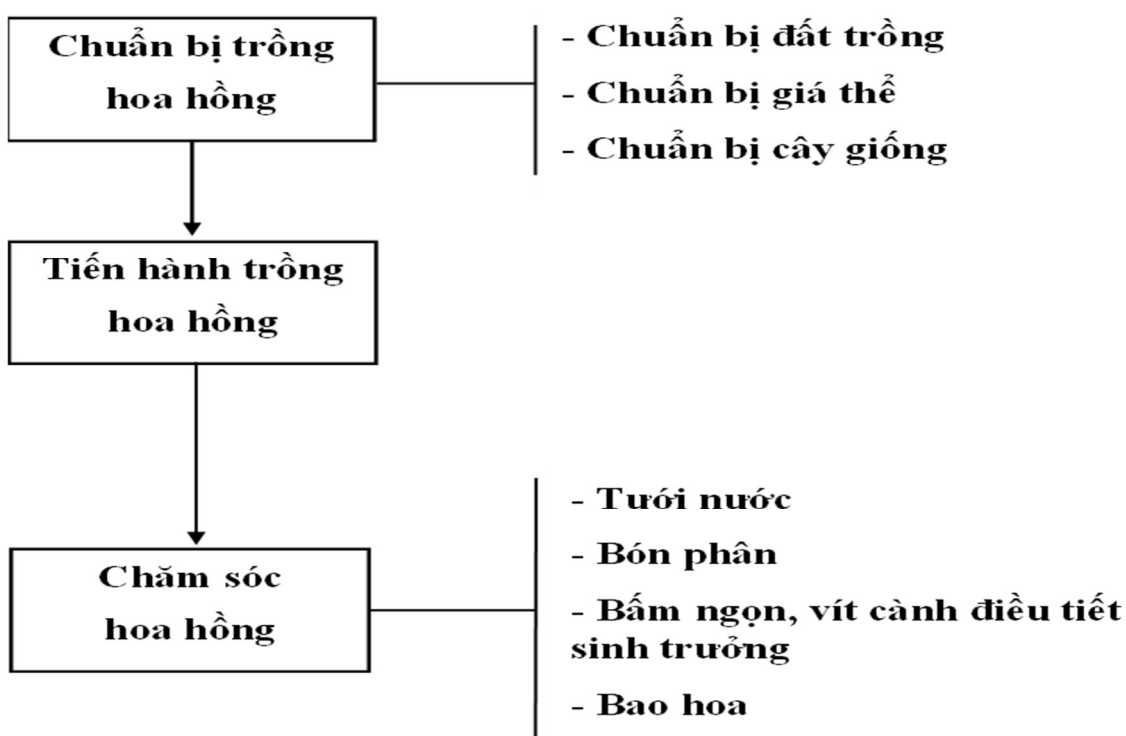 Chuẩn bị trồng
hoa hồng
- Chuẩn bị đất trồng
- Chuẩn bị giá thể
- Chuẩn bị cây giống
Tiến hành trồng
hoa hồng
Chăm sóc
hoa hồng
- Tưới nước
- Bón phân
- Bấm ngọn, vít cành điều tiết
sinh trưởng
- Bao hoa